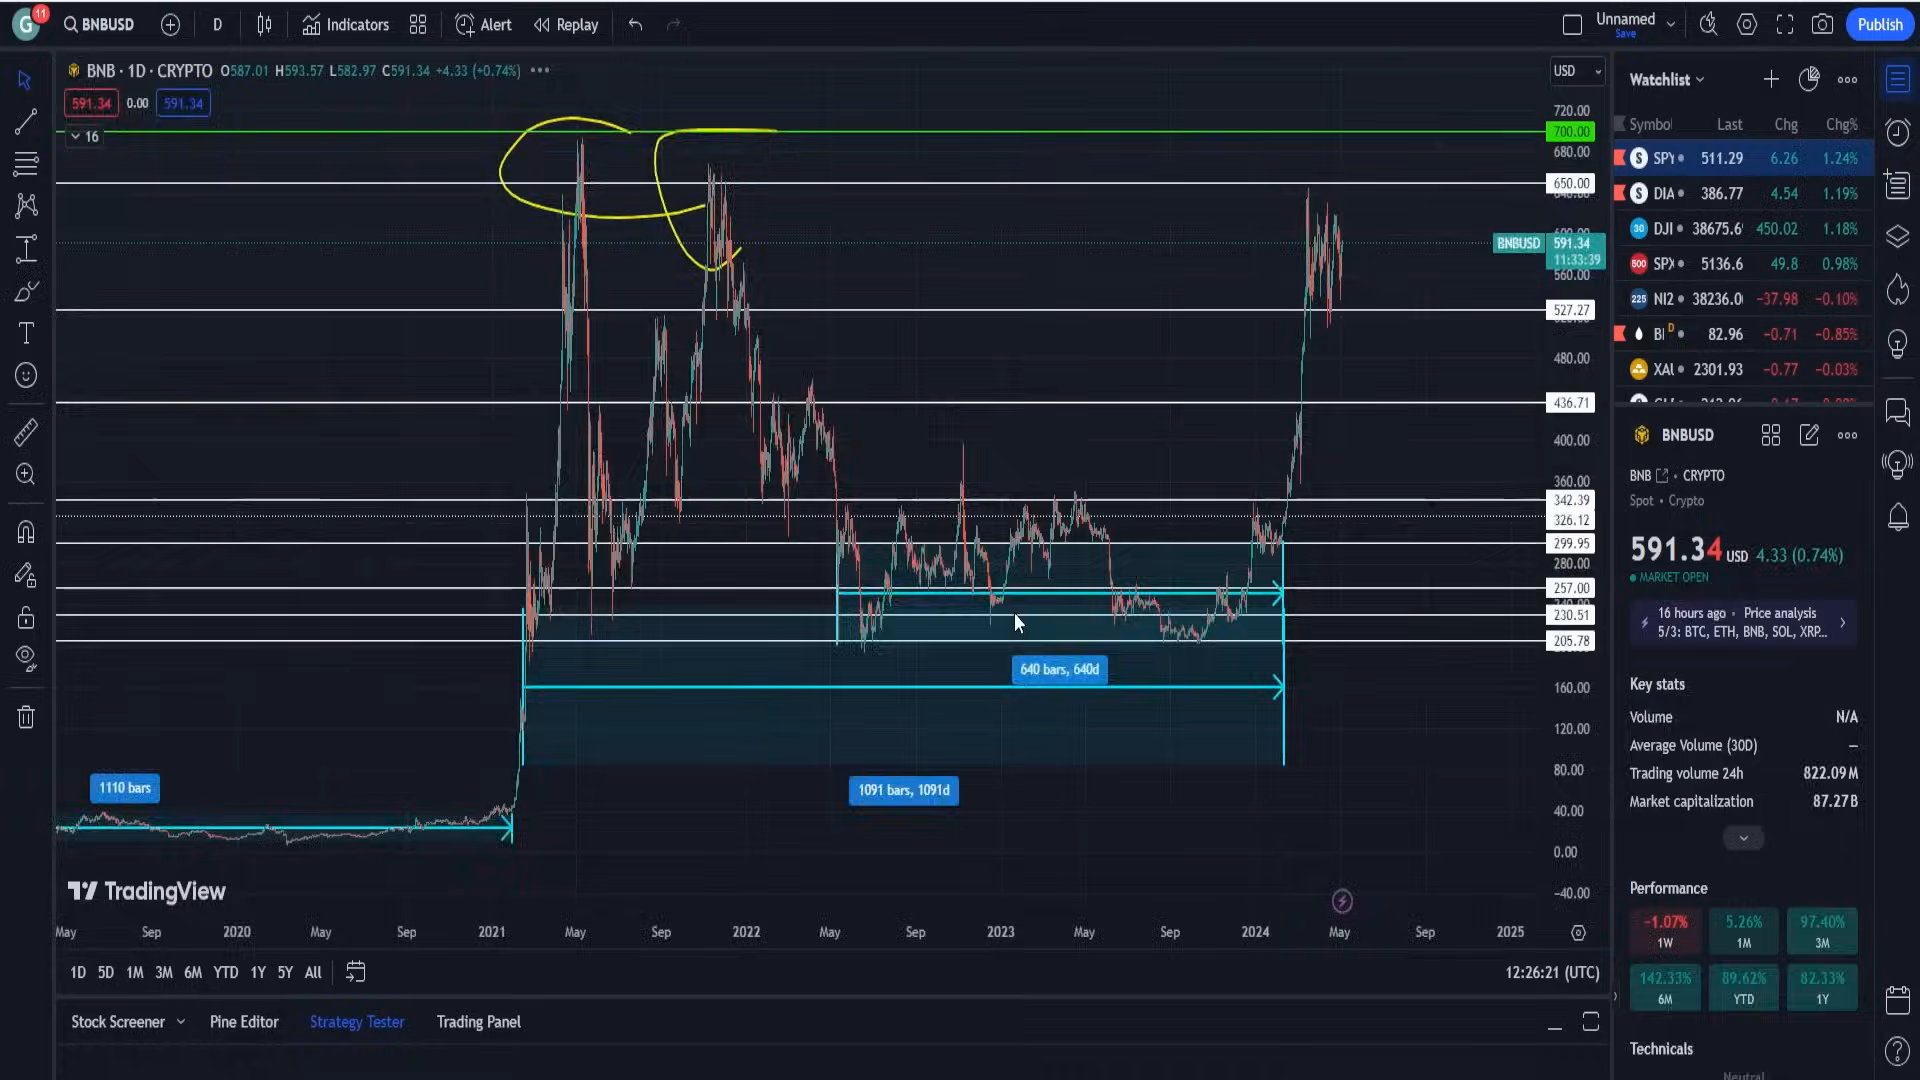 G 11 BNBUSD D Indicators Alert Replay Unnamed Save Publish
BNB · 1D · CRYPTO O587.01 H593.57 L582.97 C591.34 +4.33 (+0.74%)
591.34 0.00 591.34
16
USD
720.00
700.00
680.00
650.00
BNBUSD 591.34
11:33:39
560.00
527.27
480.00
436.71
400.00
360.00
342.39
326.12
299.95
280.00
257.00
230.51
205.78
160.00
120.00
80.00
40.00
0.00
−40.00
640 bars, 640d
1091 bars, 1091d
1110 bars
TradingView
May Sep 2020 May Sep 2021 May Sep 2022 May Sep 2023 May Sep 2024 May Sep 2025
1D 5D 1M 3M 6M YTD 1Y 5Y All 12:26:21 (UTC)
Stock Screener Pine Editor Strategy Tester Trading Panel
Watchlist
Symbol Last Chg Chg%
S SPY 511.29 6.26 1.24%
S DIA 386.77 4.54 1.19%
30 DJI 38675.6 450.02 1.18%
500 SPX 5136.6 49.8 0.98%
225 NI2 38236.0 −37.98 −0.10%
D 82.96 −0.71 −0.85%
XAU 2301.93 −0.77 −0.03%
BNBUSD
BNB CRYPTO
Spot • Crypto
591.34 USD 4.33 (0.74%)
MARKET OPEN
16 hours ago • Price analysis
5/3: BTC, ETH, BNB, SOL, XRP...
Key stats
Volume N/A
Average Volume (30D) —
Trading volume 24h 822.09M
Market capitalization 87.27B
Performance
−1.07% 5.26% 97.40%
1W 1M 3M
142.33% 89.62% 82.33%
6M YTD 1Y
Technicals
Neutral